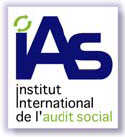 iAs
institut
International
de l'audit social